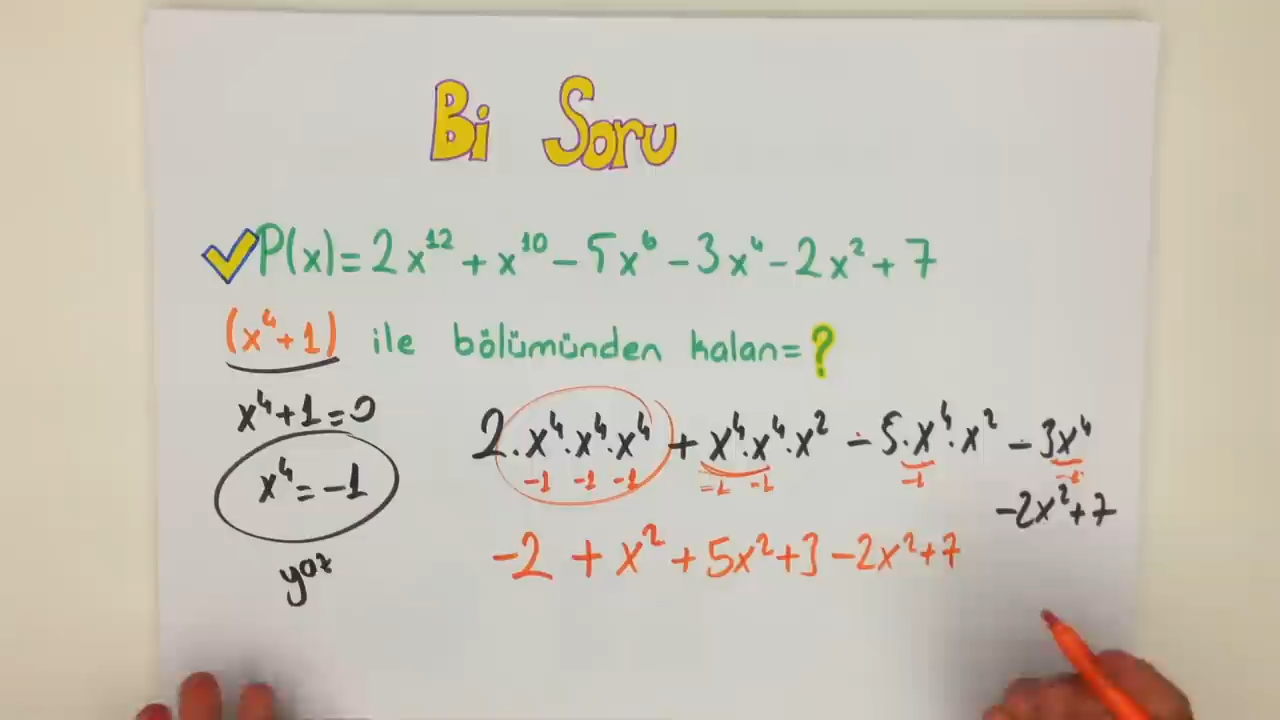 Bi Soru
P(x)=2x¹²+x¹⁰-5x⁶-3x⁴-2x²+7
(x⁴+1) ile bölümünden kalan=?
x⁴+1=0
x⁴=-1
yaz
2.x⁴.x⁴.x⁴+x⁴.x⁴.x²-5.x⁴.x²-3x⁴
-1 -1 -1 -1 -1 -1 -1
-2x²+7
-2+x²+5x²+3-2x²+7